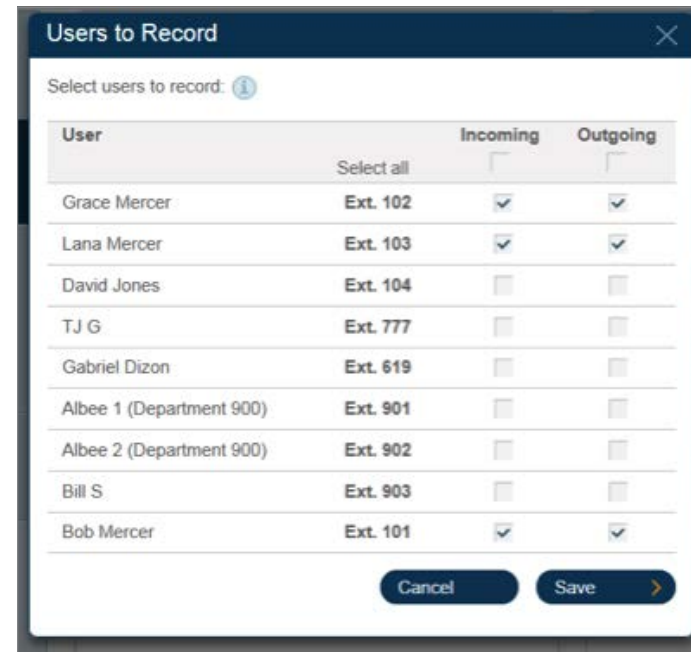 Users to Record
Select users to record:
User Incoming Outgoing
Select all
Grace Mercer Ext. 102
Lana Mercer Ext. 103
David Jones Ext. 104
TJ G Ext. 777
Gabriel Dizon Ext. 619
Albee 1 (Department 900) Ext. 901
Albee 2 (Department 900) Ext. 902
Bill S Ext. 903
Bob Mercer Ext. 101
Cancel Save